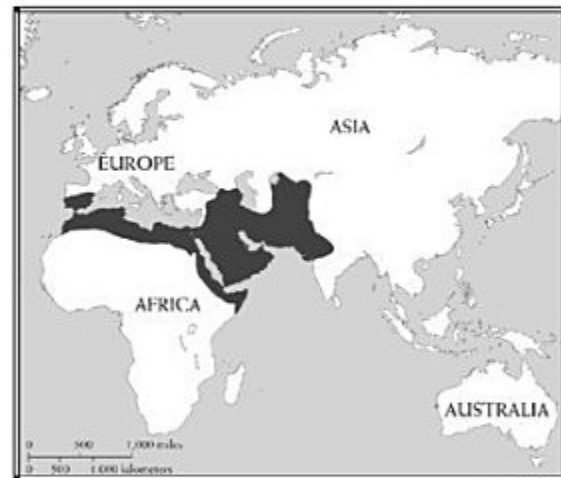 ASIA
EUROPE
AFRICA
AUSTRALIA
0 500 1,000 miles
0 500 1,000 kilometers